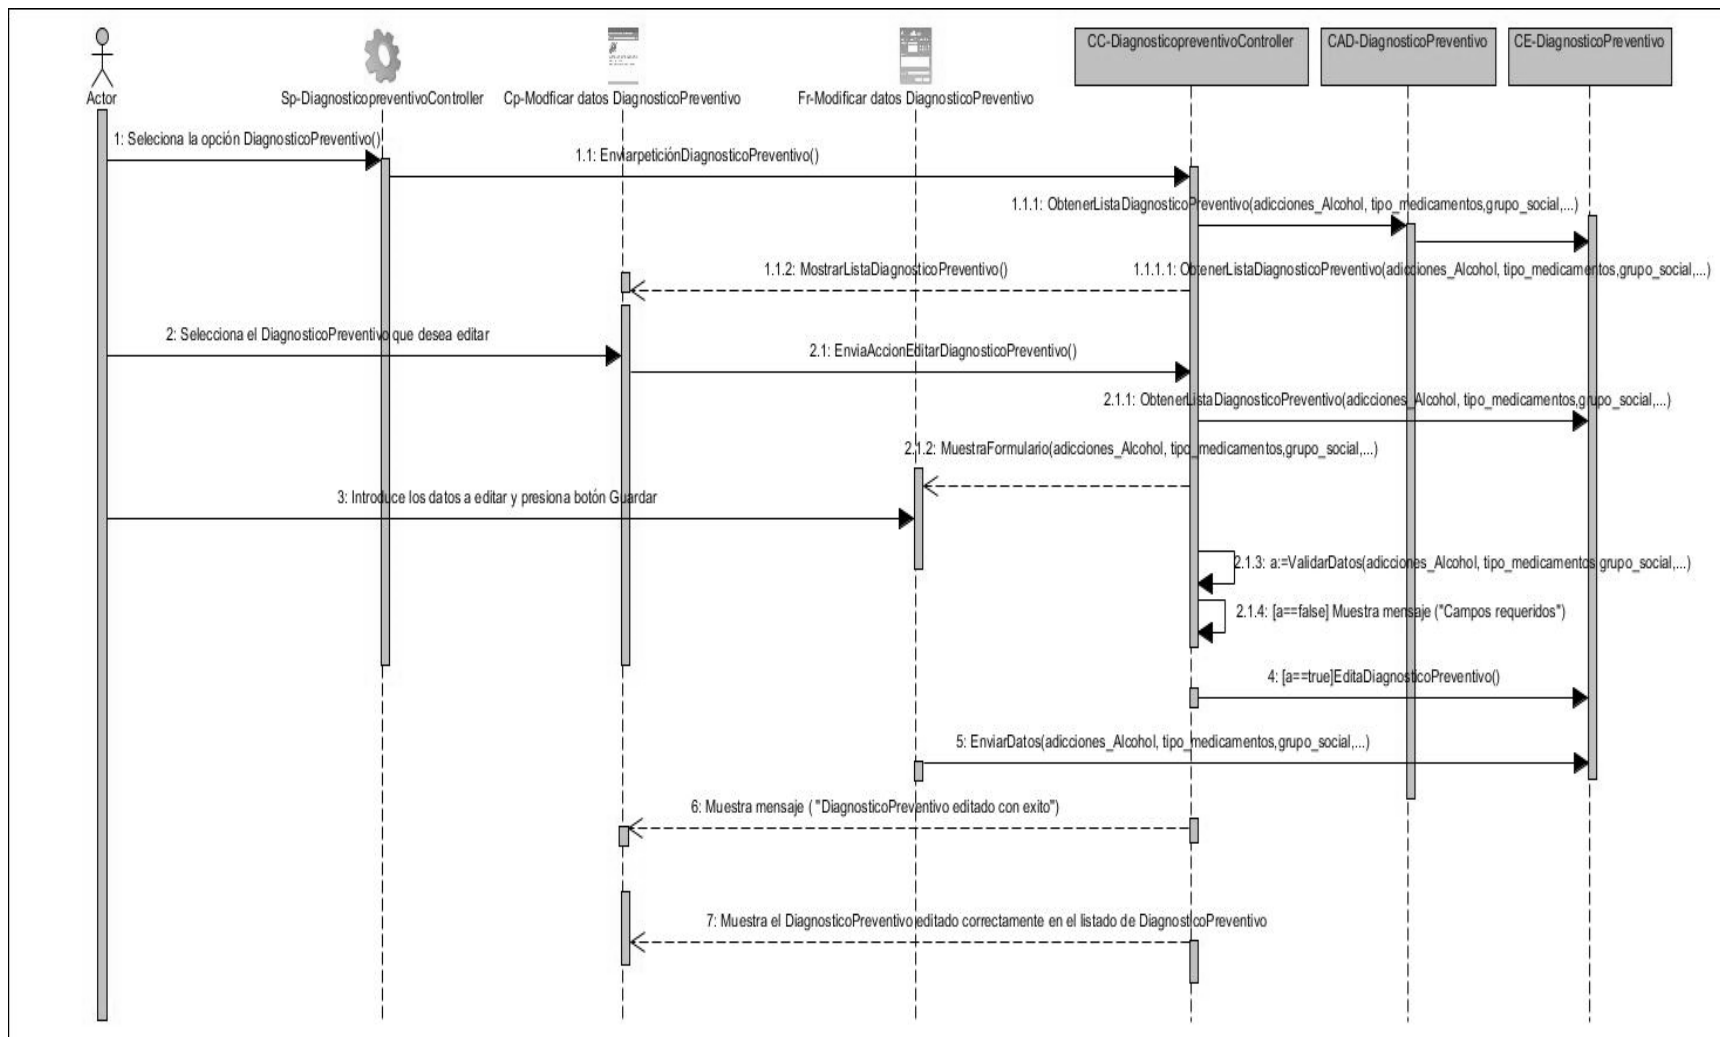 CC-DiagnosticopreventivoController
CAD-DiagnosticoPreventivo
CE-DiagnosticoPreventivo
Actor
Sp-DiagnosticopreventivoController
Cp-Modficar datos DiagnosticoPreventivo
Fr-Modificar datos DiagnosticoPreventivo
1: Seleciona la opción DiagnosticoPreventivo()
1.1: EnviarpeticiónDiagnosticoPreventivo()
1.1.1: ObtenerListaDiagnosticoPreventivo(adicciones_Alcohol, tipo_medicamentos,grupo_social,...)
1.1.2: MostrarListaDiagnosticoPreventivo()
1.1.1.1: ObtenerListaDiagnosticoPreventivo(adicciones_Alcohol, tipo_medicamentos,grupo_social,...)
2: Selecciona el DiagnosticoPreventivo que desea editar
2.1: EnviaAccionEditarDiagnosticoPreventivo()
2.1.1: ObtenerListaDiagnosticoPreventivo(adicciones_Alcohol, tipo_medicamentos,grupo_social,...)
2.1.2: MuestraFormulario(adicciones_Alcohol, tipo_medicamentos,grupo_social,...)
3: Introduce los datos a editar y presiona botón Guardar
2.1.3: a:=ValidarDatos(adicciones_Alcohol, tipo_medicamentos grupo_social,...)
2.1.4: [a==false] Muestra mensaje ("Campos requeridos")
4: [a==true]EditaDiagnosticoPreventivo()
5: EnviarDatos(adicciones_Alcohol, tipo_medicamentos,grupo_social,...)
6: Muestra mensaje ( "DiagnosticoPreventivo editado con exito")
7: Muestra el DiagnosticoPreventivo editado correctamente en el listado de DiagnosticoPreventivo